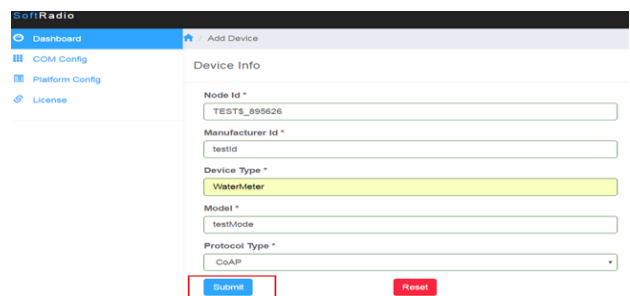 SoftRadio
Dashboard
/ Add Device
COM Config
Platform Config
License
Device Info
Node Id *
TEST$_895626
Manufacturer Id *
testId
Device Type *
WaterMeter
Model *
testMode
Protocol Type *
CoAP
Submit Reset